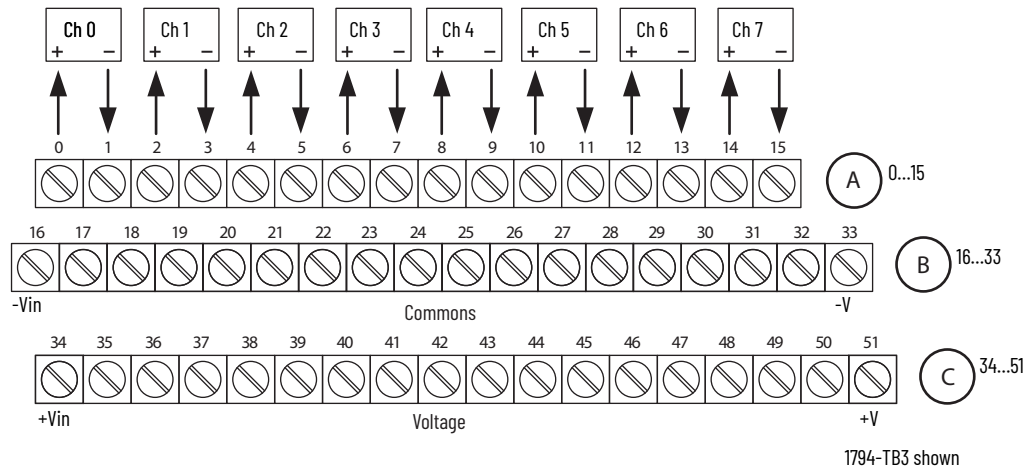 Ch 0 Ch 1 Ch 2 Ch 3 Ch 4 Ch 5 Ch 6 Ch 7
+ – + – + – + – + – + – + – + –
0 1 2 3 4 5 6 7 8 9 10 11 12 13 14 15
A 0...15
16 17 18 19 20 21 22 23 24 25 26 27 28 29 30 31 32 33
B 16...33
-Vin Commons -V
34 35 36 37 38 39 40 41 42 43 44 45 46 47 48 49 50 51
C 34...51
+Vin Voltage +V
1794-TB3 shown